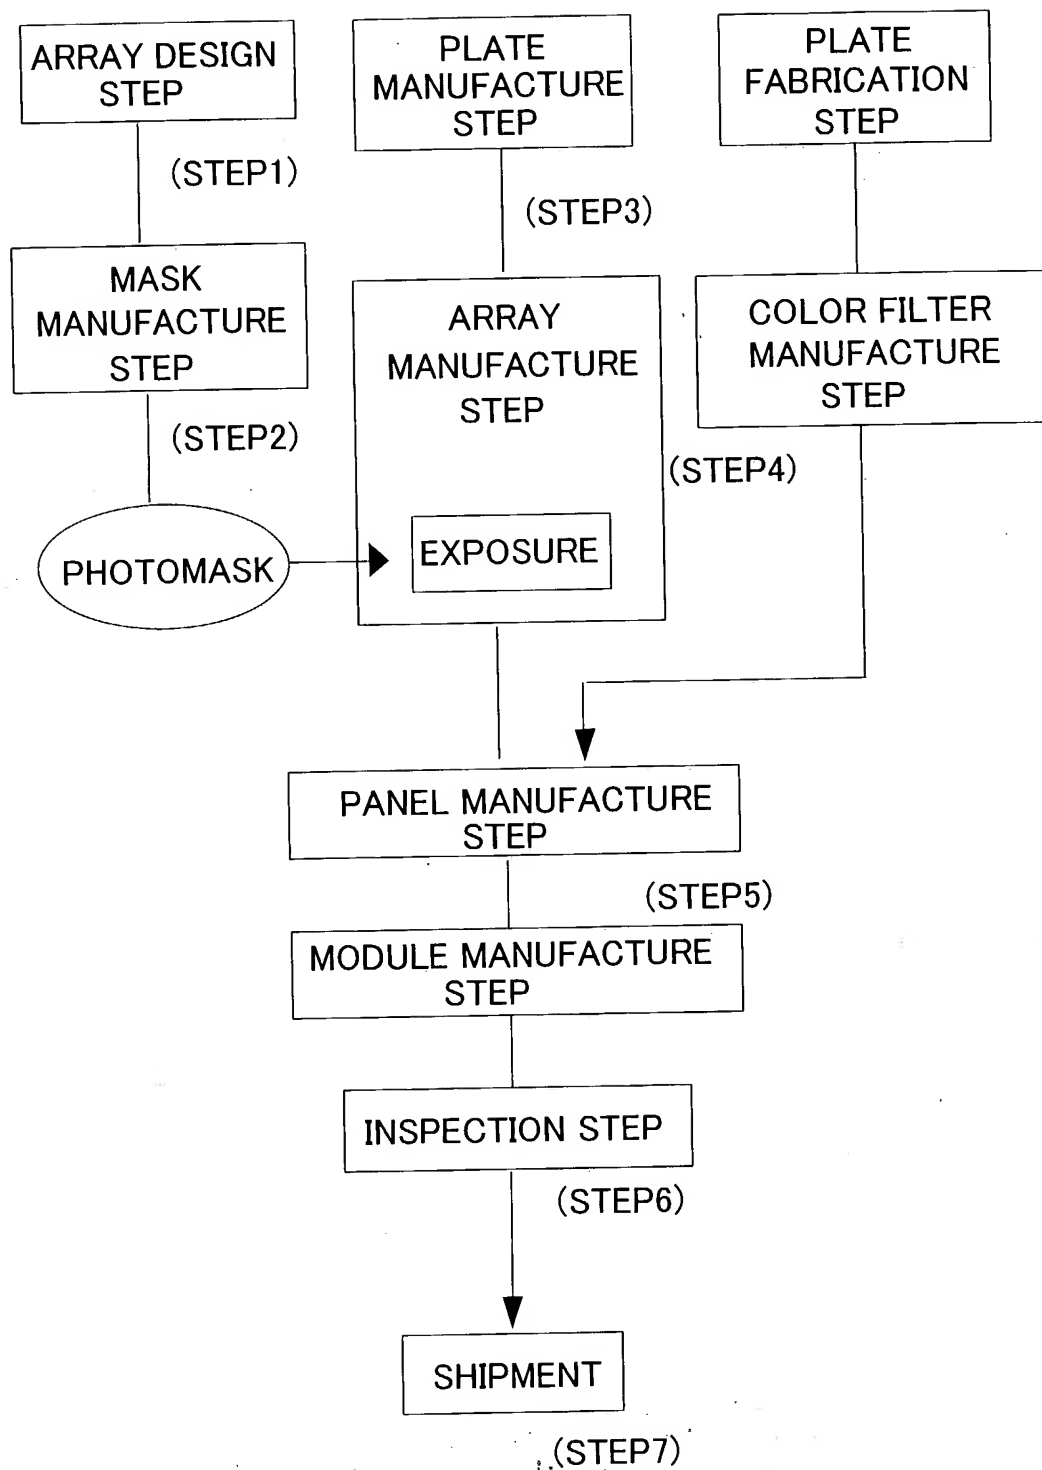 ARRAY DESIGN
STEP
(STEP1)
MASK
MANUFACTURE
STEP
(STEP2)
PHOTOMASK
PLATE
MANUFACTURE
STEP
(STEP3)
ARRAY
MANUFACTURE
STEP
(STEP4)
EXPOSURE
PLATE
FABRICATION
STEP
COLOR FILTER
MANUFACTURE
STEP
PANEL MANUFACTURE
STEP
(STEP5)
MODULE MANUFACTURE
STEP
INSPECTION STEP
(STEP6)
SHIPMENT
(STEP7)